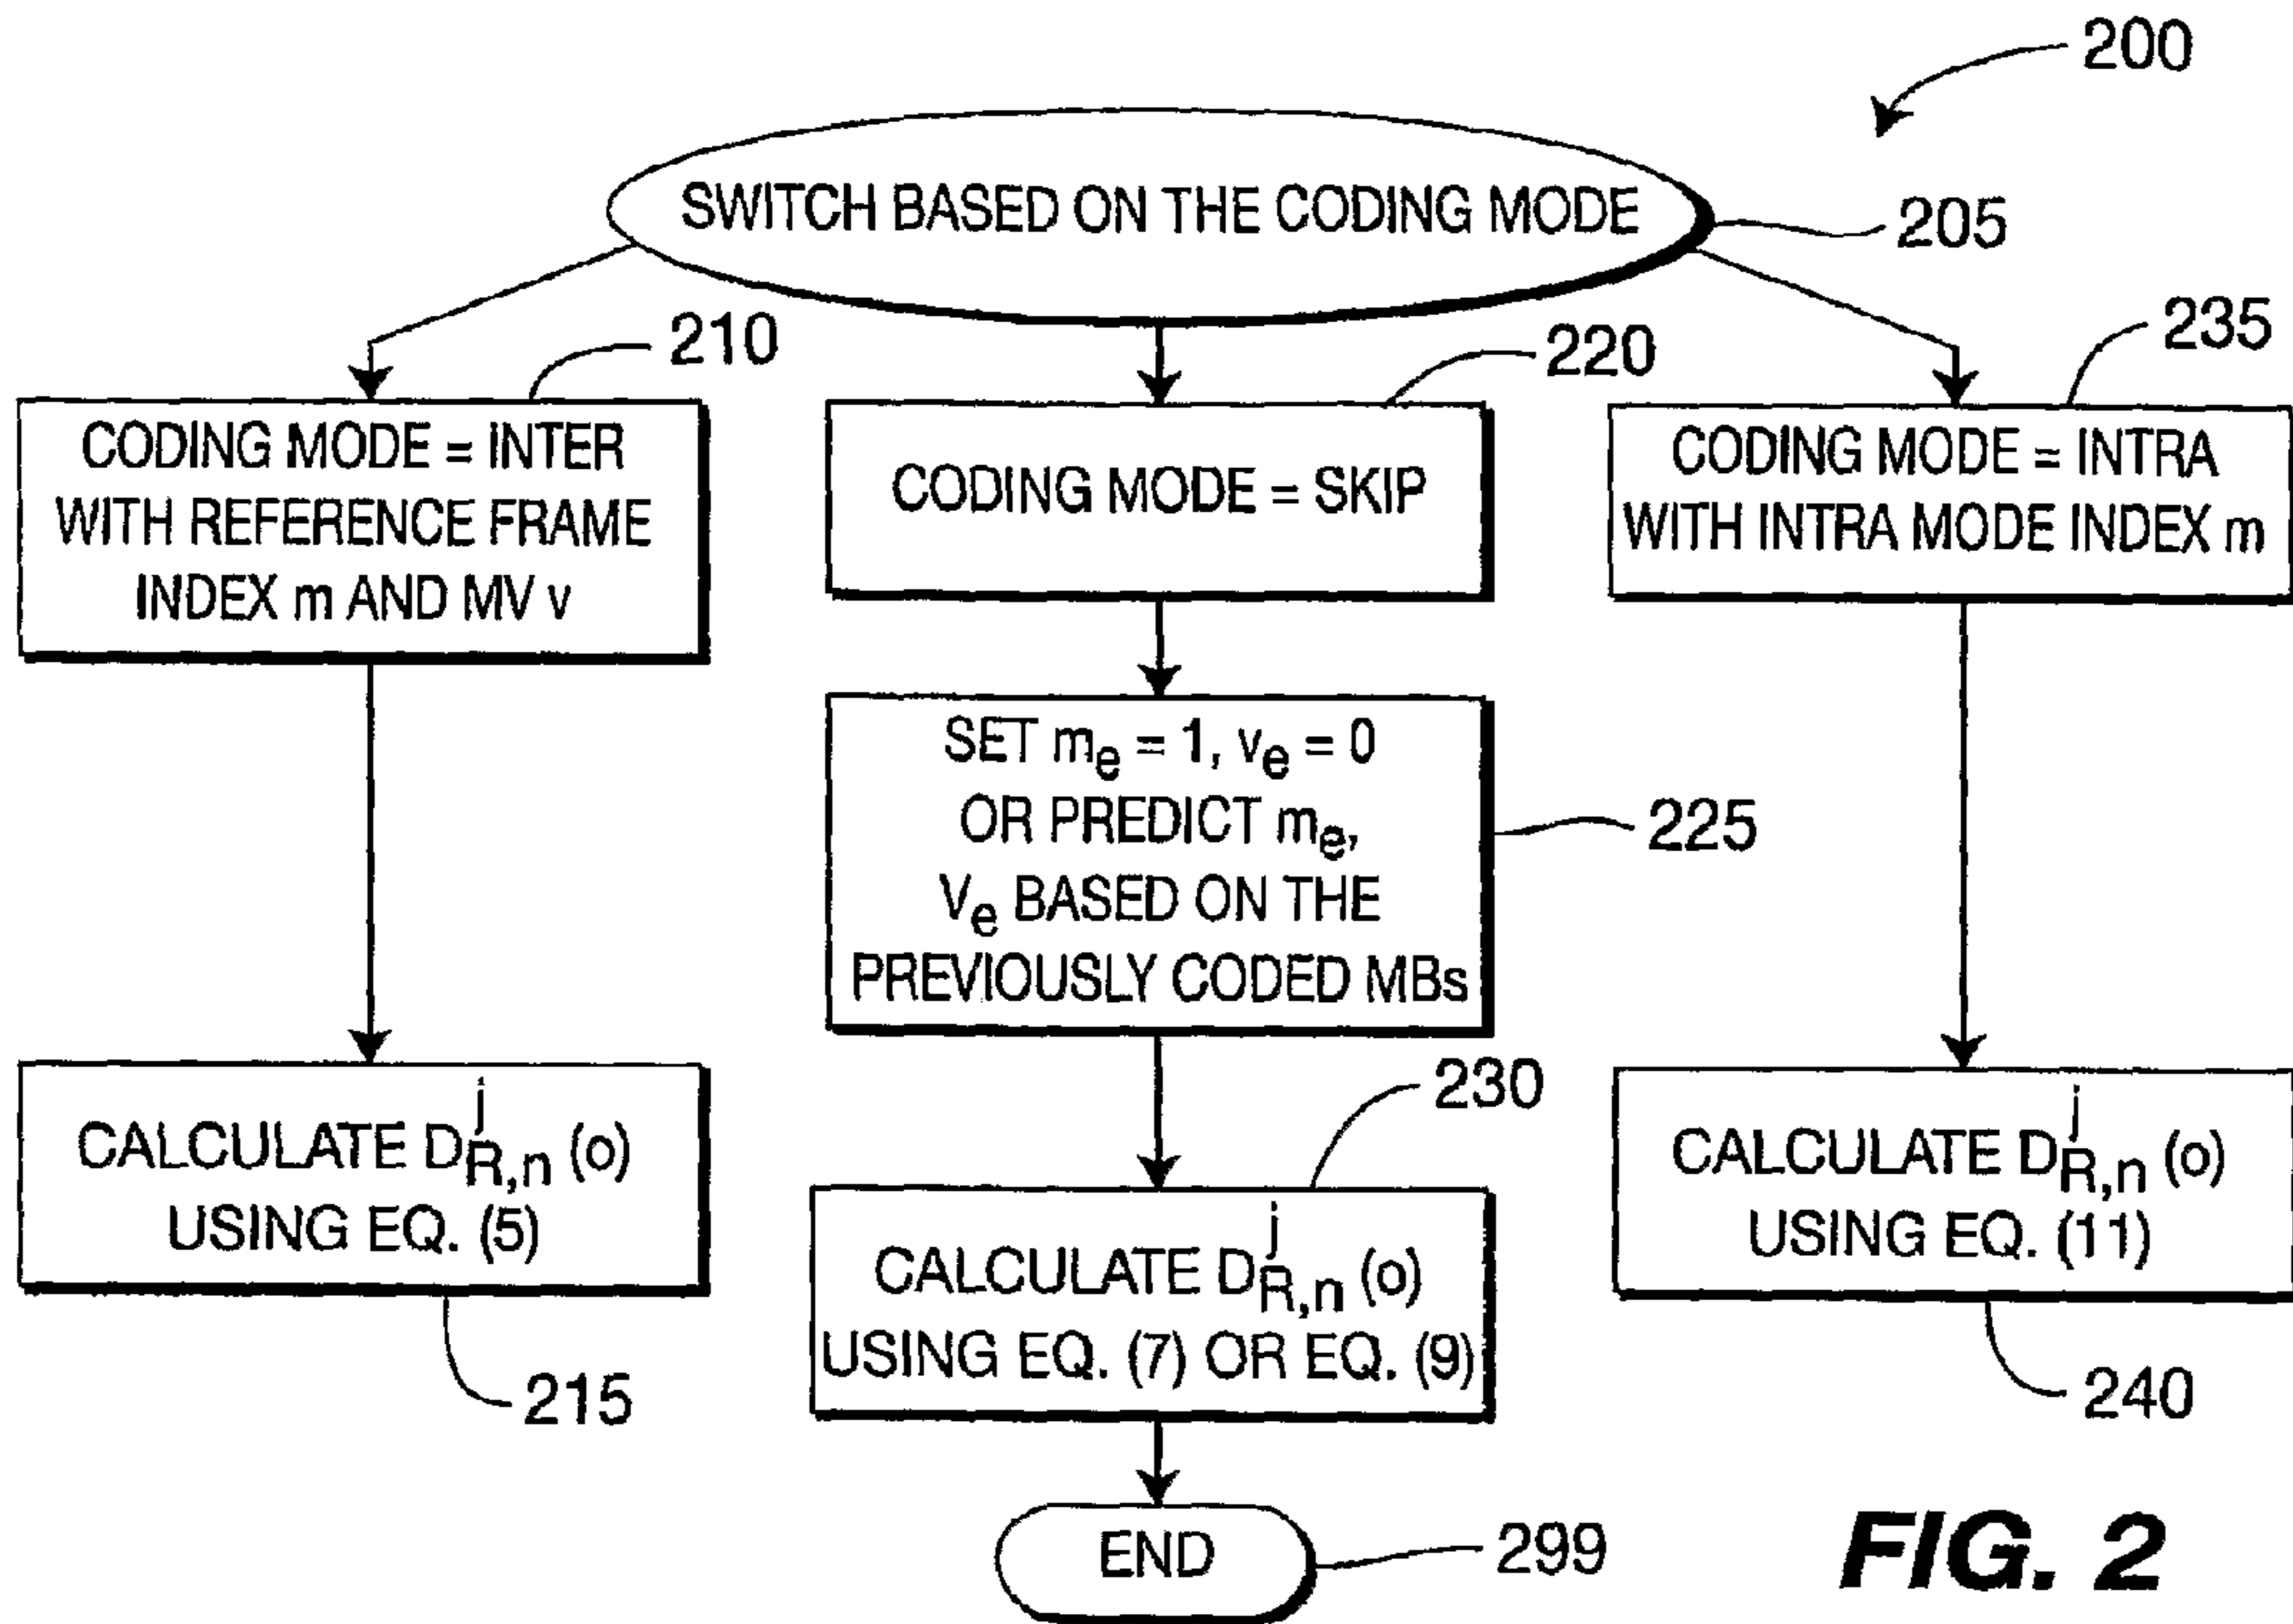 200
SWITCH BASED ON THE CODING MODE
205
210
CODING MODE = INTER
WITH REFERENCE FRAME
INDEX m AND MV v
220
CODING MODE = SKIP
235
CODING MODE = INTRA
WITH INTRA MODE INDEX m
SET mₑ = 1, vₑ = 0
OR PREDICT mₑ,
Vₑ BASED ON THE
PREVIOUSLY CODED MBs
225
CALCULATE D^j_{R,n} (o)
USING EQ. (5)
215
230
CALCULATE D^j_{R,n} (o)
USING EQ. (7) OR EQ. (9)
CALCULATE D^j_{R,n} (o)
USING EQ. (11)
240
END
299
FIG. 2